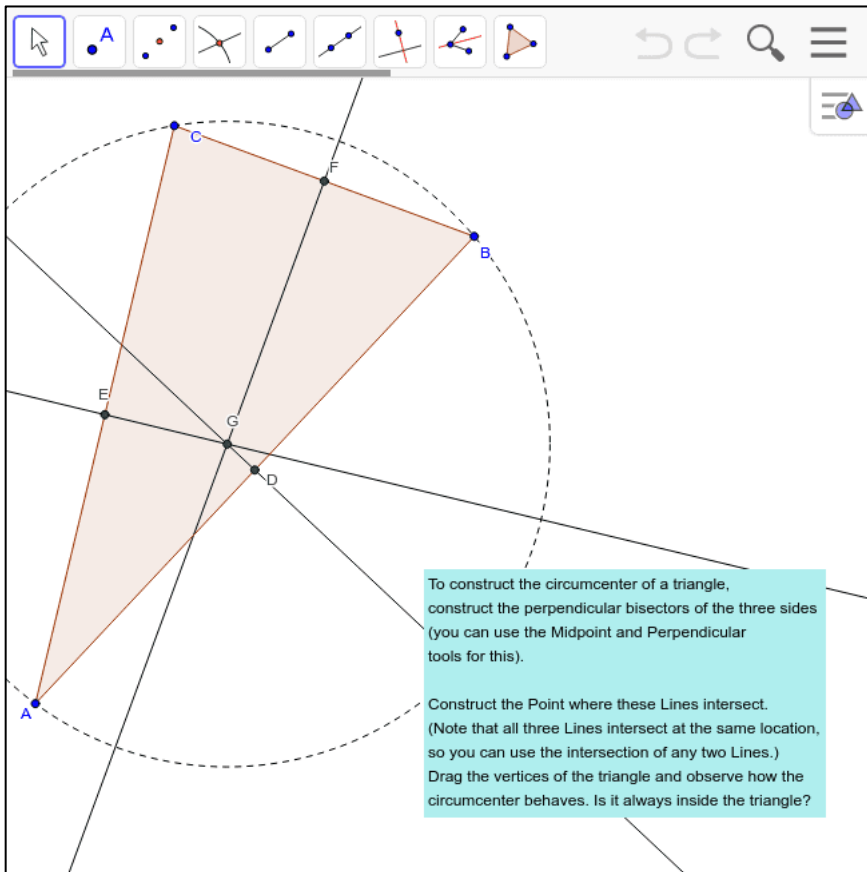 A
C
F
B
E
G
D
A
To construct the circumcenter of a triangle,
construct the perpendicular bisectors of the three sides
(you can use the Midpoint and Perpendicular
tools for this).
Construct the Point where these Lines intersect.
(Note that all three Lines intersect at the same location,
so you can use the intersection of any two Lines.)
Drag the vertices of the triangle and observe how the
circumcenter behaves. Is it always inside the triangle?